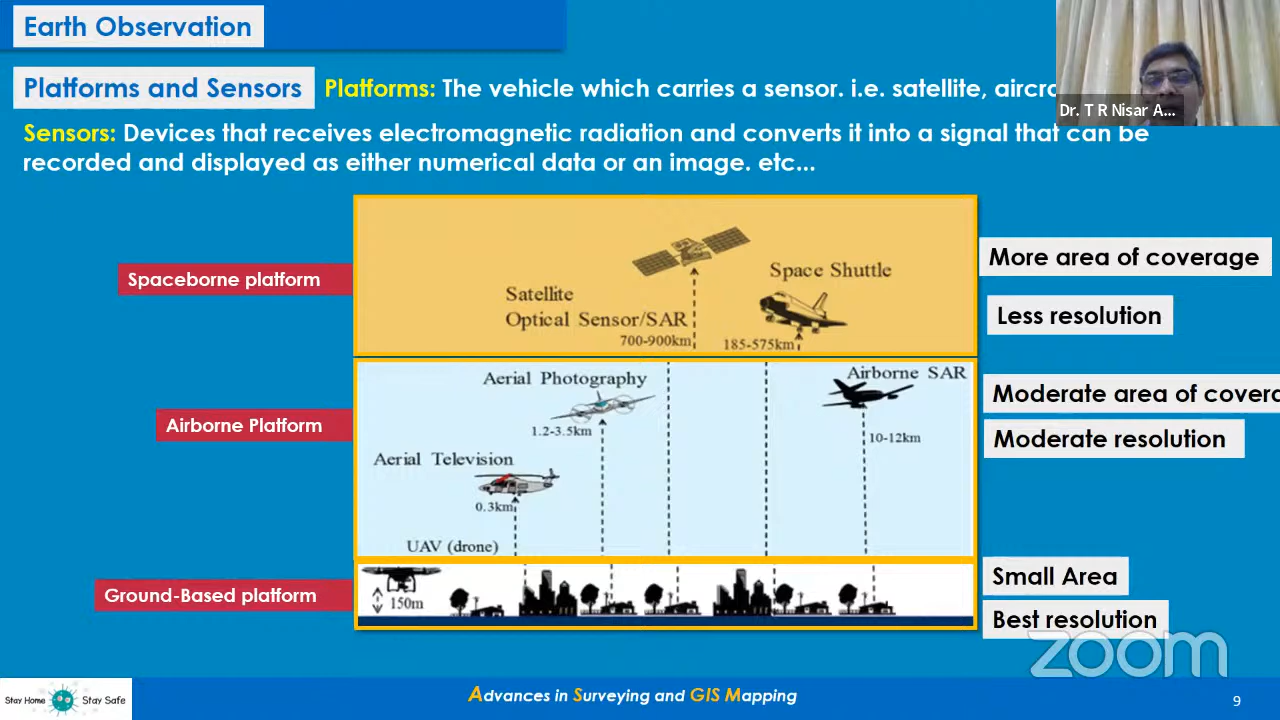 Earth Observation
Platforms and Sensors
Platforms: The vehicle which carries a sensor. i.e. satellite,
Dr. T R Nisar A...
Sensors: Devices that receives electromagnetic radiation and converts it into a signal that can be
recorded and displayed as either numerical data or an image. etc...
Spaceborne platform
Space Shuttle
Satellite
Optical Sensor/SAR
700-900km
185-575km
More area of coverage
Less resolution
Airborne Platform
Aerial Photography
Airborne SAR
1.2-3.5km
10-12km
Aerial Television
0.3km
UAV (drone)
Moderate area of
Moderate resolution
Ground-Based platform
150m
Small Area
Best resolution
zoom
Stay Home
Stay Safe
Advances in Surveying and GIS Mapping
9